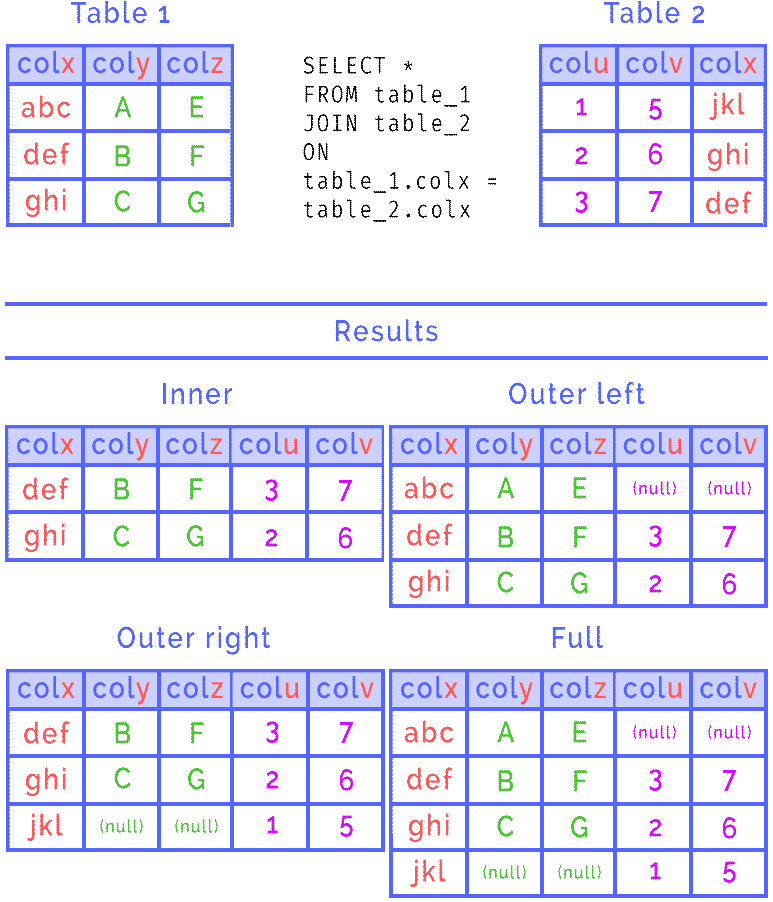 Table 1
colx coly colz
abc A E
def B F
ghi C G
SELECT *
FROM table_1
JOIN table_2
ON
table_1.colx =
table_2.colx
Table 2
colu colv colx
1 5 jkl
2 6 ghi
3 7 def
Results
Inner
colx coly colz colu colv
def B F 3 7
ghi C G 2 6
Outer left
colx coly colz colu colv
abc A E (null) (null)
def B F 3 7
ghi C G 2 6
Outer right
colx coly colz colu colv
def B F 3 7
ghi C G 2 6
jkl (null) (null) 1 5
Full
colx coly colz colu colv
abc A E (null) (null)
def B F 3 7
ghi C G 2 6
jkl (null) (null) 1 5